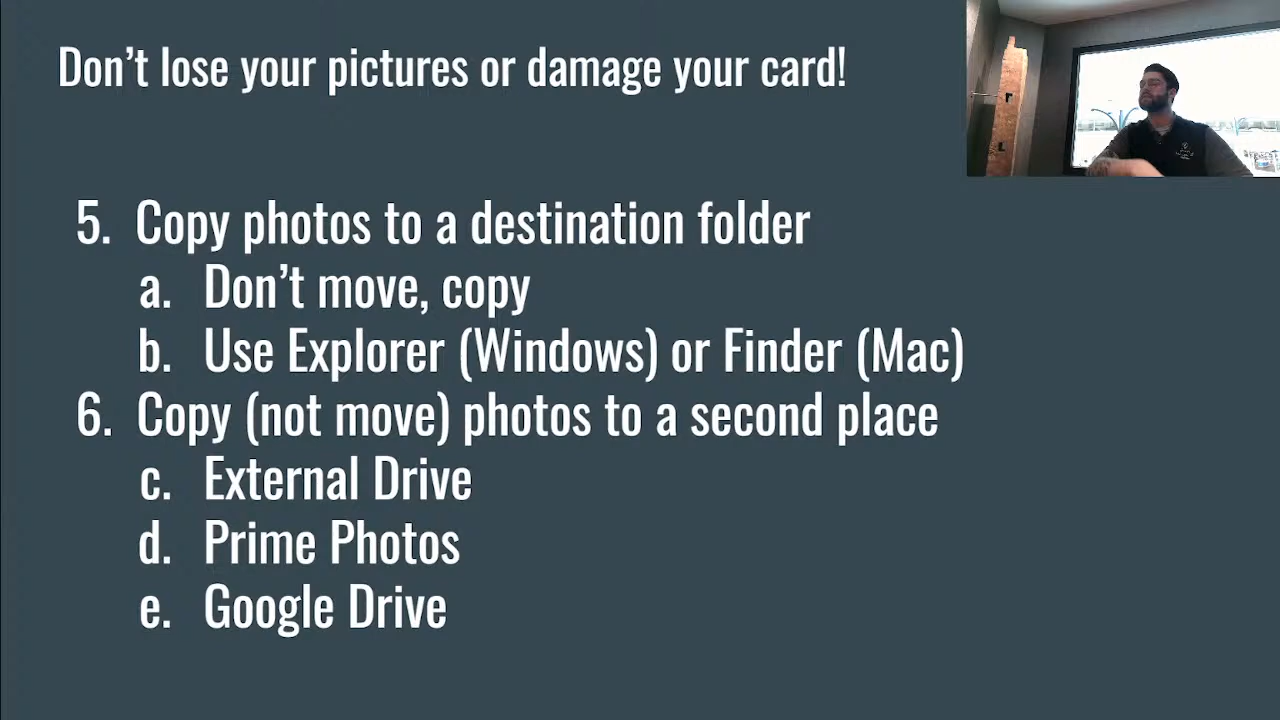 Don't lose your pictures or damage your card!
5. Copy photos to a destination folder
a. Don't move, copy
b. Use Explorer (Windows) or Finder (Mac)
6. Copy (not move) photos to a second place
c. External Drive
d. Prime Photos
e. Google Drive